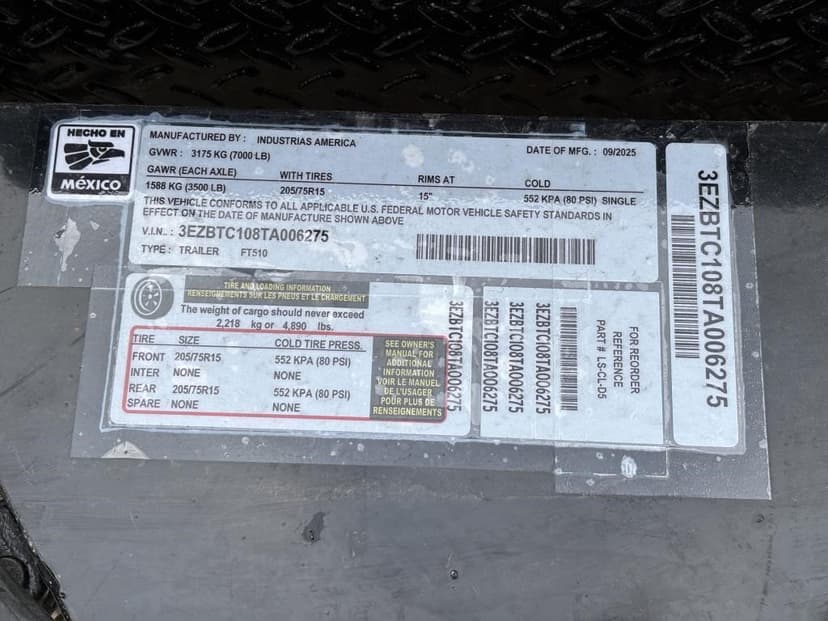 HECHO EN
MÉXICO
MANUFACTURED BY : INDUSTRIAS AMERICA
DATE OF MFG. : 09/2025
GVWR : 3175 KG (7000 LB)
GAWR (EACH AXLE) WITH TIRES RIMS AT COLD
1588 KG (3500 LB) 205/75R15 15" 552 KPA (80 PSI) SINGLE
THIS VEHICLE CONFORMS TO ALL APPLICABLE U.S. FEDERAL MOTOR VEHICLE SAFETY STANDARDS IN
EFFECT ON THE DATE OF MANUFACTURE SHOWN ABOVE
V.I.N.: 3EZBTC108TA006275
TYPE : TRAILER FT510
3EZBTC108TA006275
TIRE AND LOADING INFORMATION
RENSEIGNEMENTS SUR LES PNEUS ET LE CHARGEMENT
The weight of cargo should never exceed
2,218 kg or 4,890 lbs.
TIRE SIZE COLD TIRE PRESS.
FRONT 205/75R15 552 KPA (80 PSI)
INTER NONE NONE
REAR 205/75R15 552 KPA (80 PSI)
SPARE NONE NONE
SEE OWNER'S
MANUAL FOR
ADDITIONAL
INFORMATION
VOIR LE MANUEL
DE L'USAGER
POUR PLUS DE
RENSEIGNEMENTS
3EZBTC108TA006275
3EZBTC108TA006275
3EZBTC108TA006275
3EZBTC108TA006275
FOR REORDER
REFERENCE
PART # LS-CL-D5